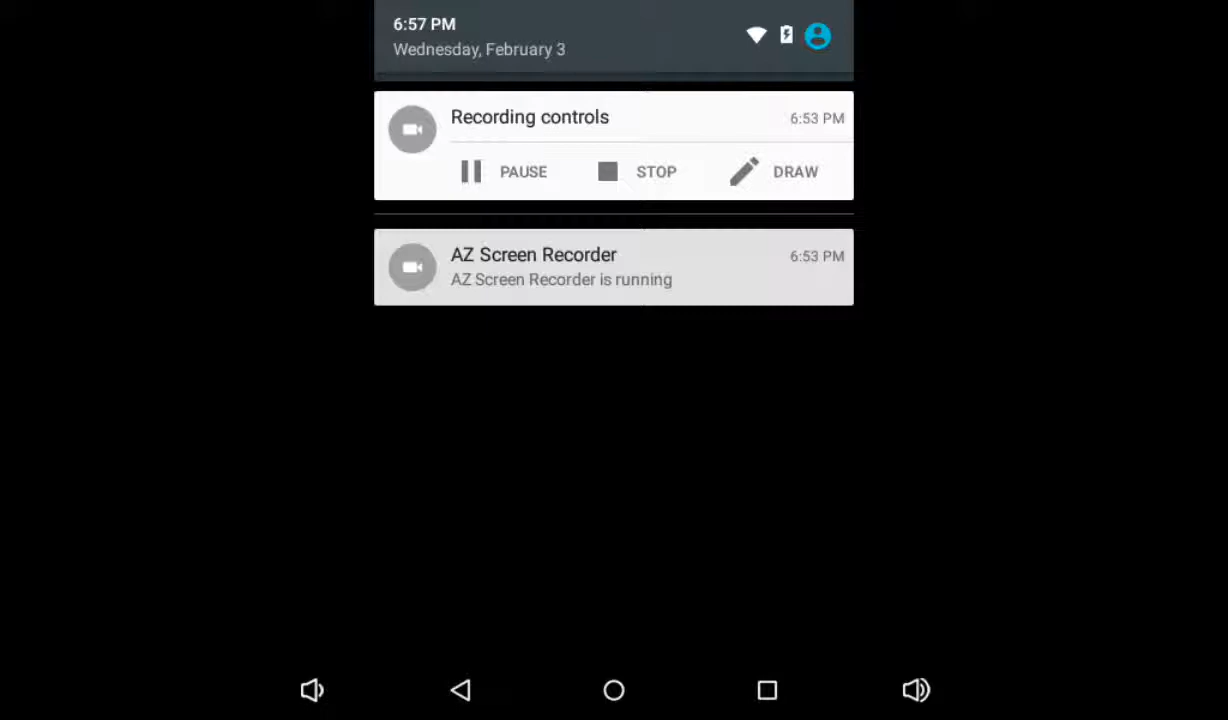 6:57 PM
Wednesday, February 3
Recording controls 6:53 PM
PAUSE STOP DRAW
AZ Screen Recorder 6:53 PM
AZ Screen Recorder is running